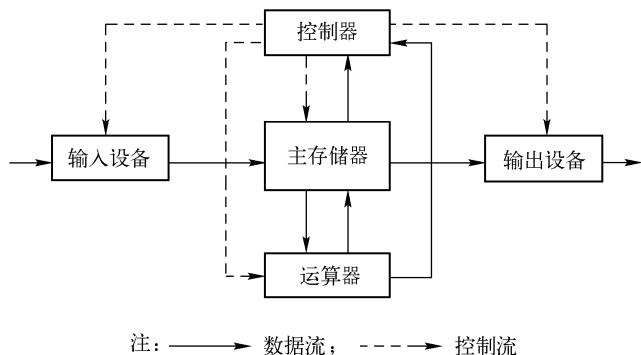 控制器
输入设备
主存储器
输出设备
运算器
注: 数据流; 控制流